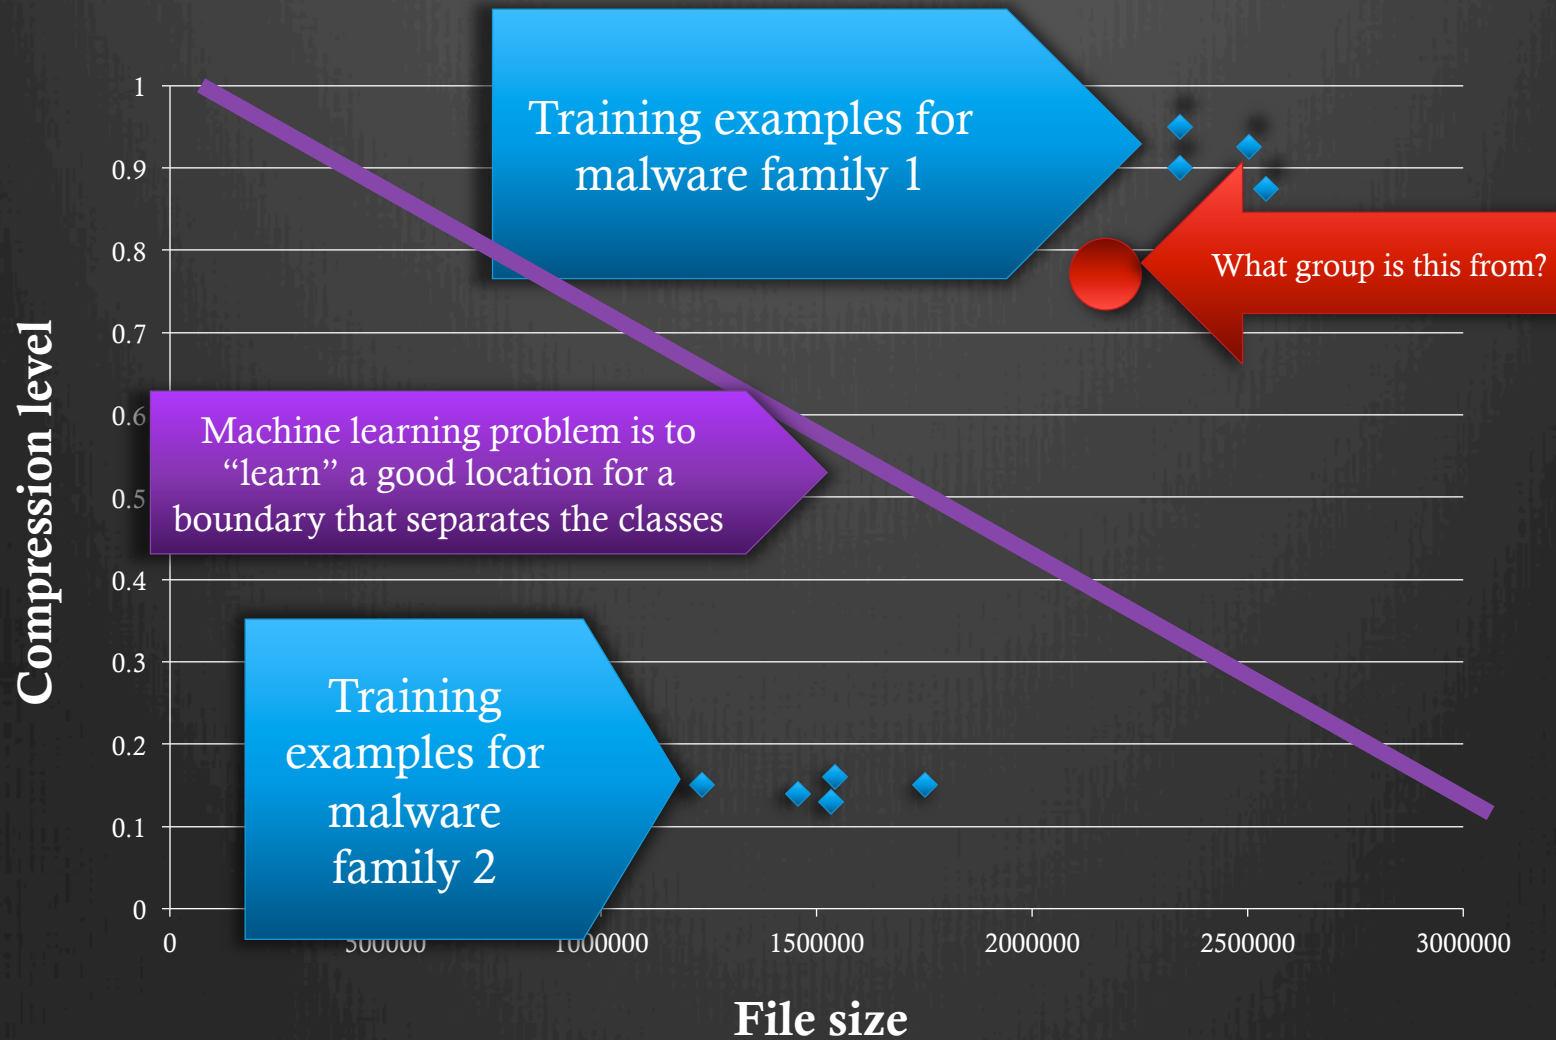 Training examples for
malware family 1
What group is this from?
Machine learning problem is to
“learn” a good location for a
boundary that separates the classes
Training
examples for
malware
family 2
Compression level
1
0.9
0.8
0.7
0.6
0.5
0.4
0.3
0.2
0.1
0
0
500000
1000000
1500000
2000000
2500000
3000000
File size